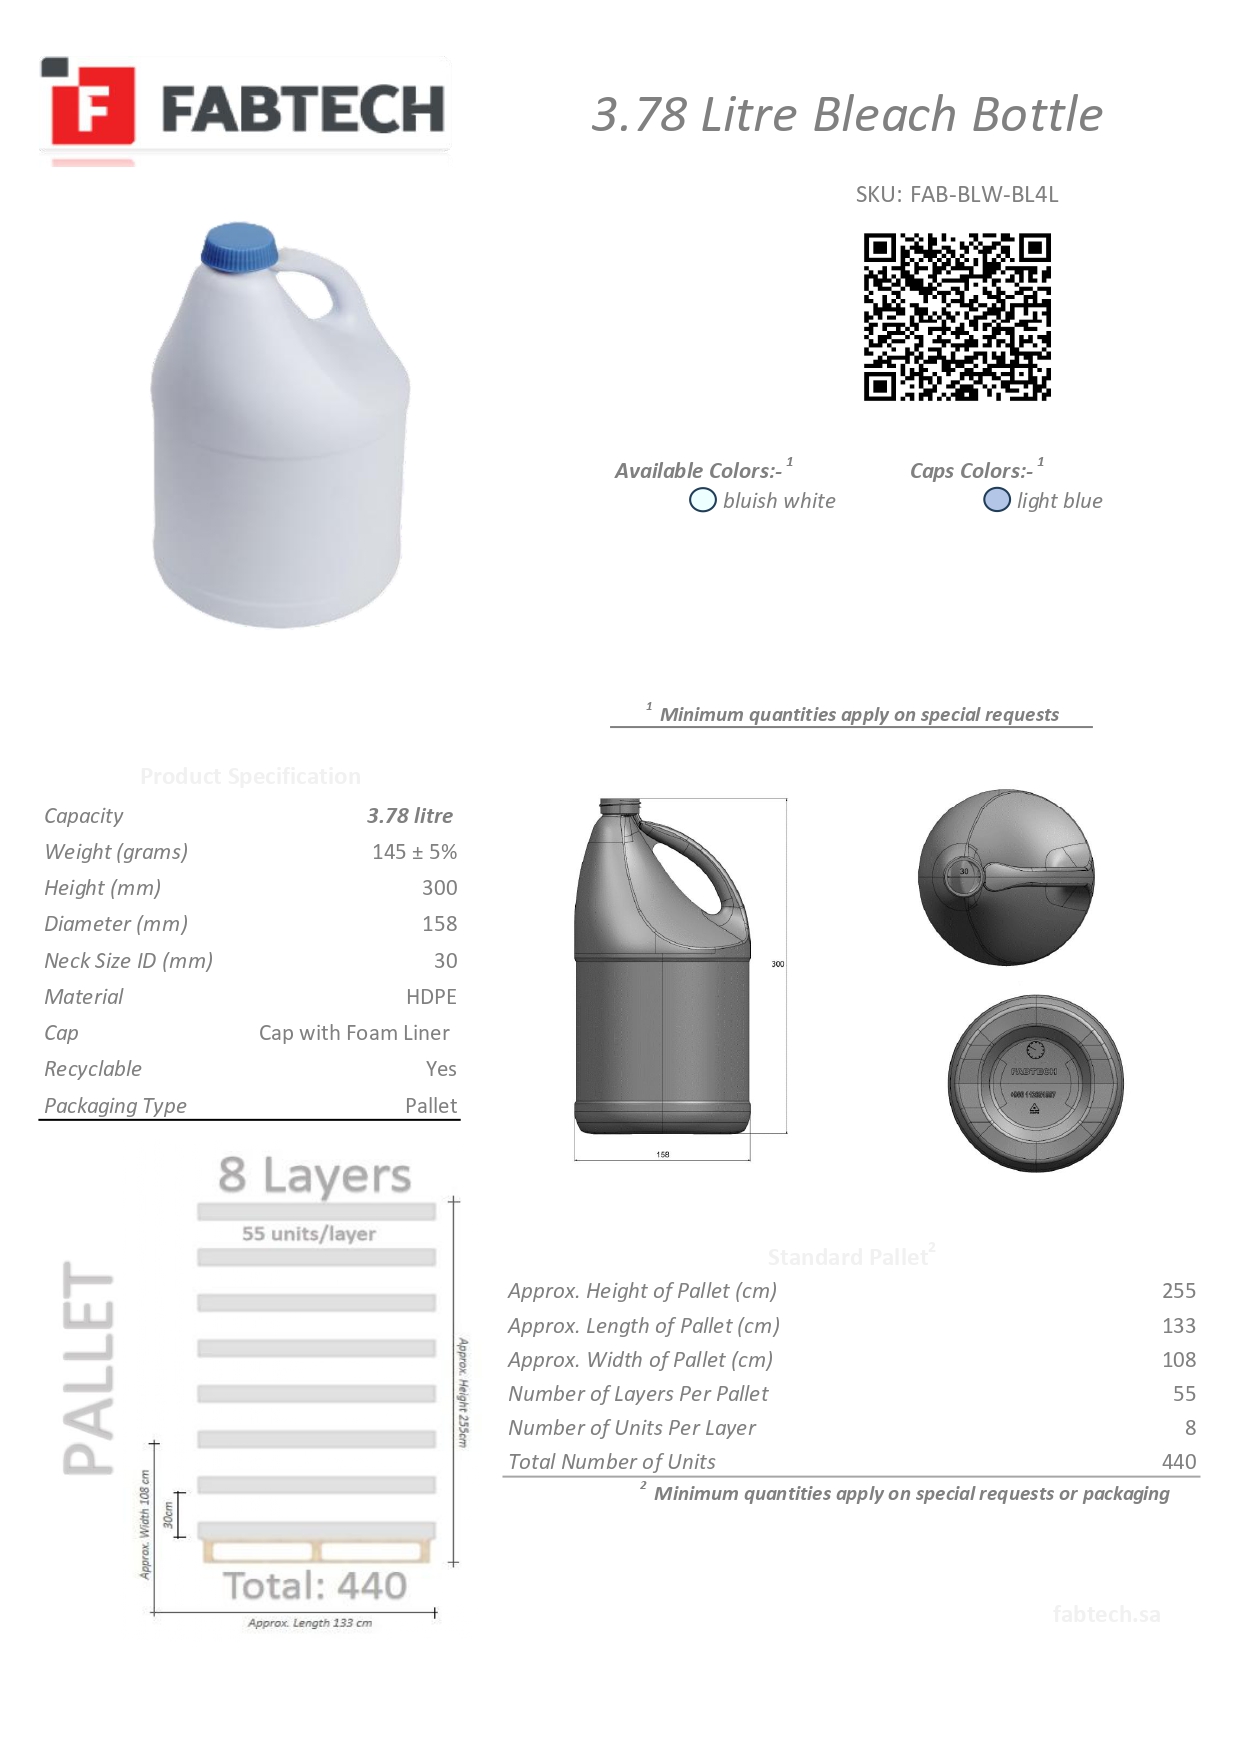 F FABTECH
3.78 Litre Bleach Bottle
SKU: FAB-BLW-BL4L
Available Colors:- 1
bluish white
Caps Colors:- 1
light blue
1 Minimum quantities apply on special requests
Product Specification
Capacity 3.78 litre
Weight (grams) 145 ± 5%
Height (mm) 300
Diameter (mm) 158
Neck Size ID (mm) 30
Material HDPE
Cap Cap with Foam Liner
Recyclable Yes
Packaging Type Pallet
300
158
30
FABTECH
8 Layers
55 units/layer
PALLET
Approx. Height 255cm
Approx. Width 108 cm
30cm
Total: 440
Approx. Length 133 cm
Standard Pallet2
Approx. Height of Pallet (cm) 255
Approx. Length of Pallet (cm) 133
Approx. Width of Pallet (cm) 108
Number of Layers Per Pallet 55
Number of Units Per Layer 8
Total Number of Units 440
2 Minimum quantities apply on special requests or packaging
fabtech.sa